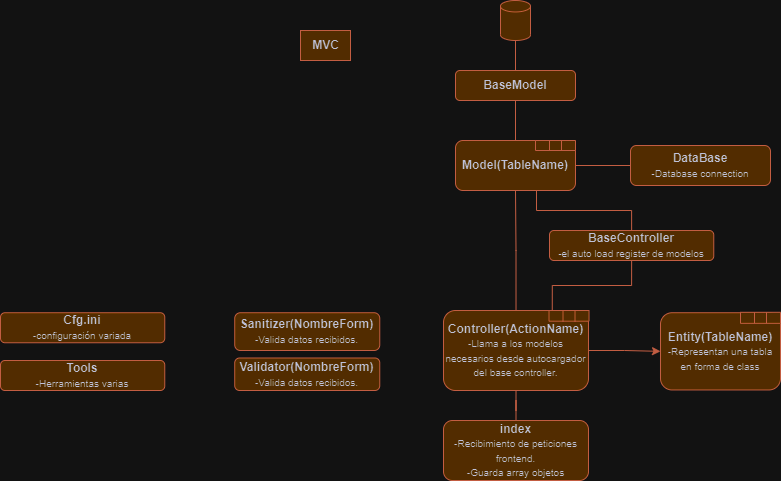 MVC
BaseModel
Model(TableName)
DataBase
-Database connection
BaseController
-el auto load register de modelos
Cfg.ini
-configuración variada
Sanitizer(NombreForm)
-Valida datos recibidos.
Controller(ActionName)
-Llama a los modelos
necesarios desde autocargador
del base controller.
Entity(TableName)
-Representan una tabla
en forma de class
Tools
-Herramientas varias
Validator(NombreForm)
-Valida datos recibidos.
index
-Recibimiento de peticiones
frontend.
-Guarda array objetos